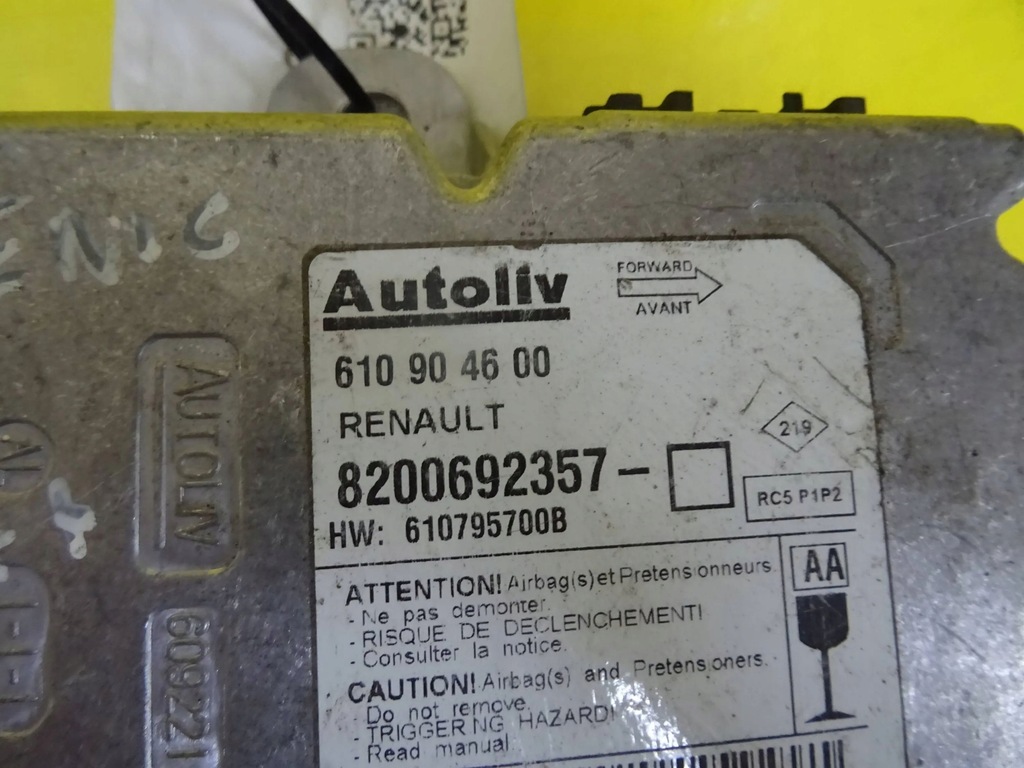 Autoliv
FORWARD
AVANT
610 90 46 00
RENAULT
219
8200692357-
RC5 P1P2
HW: 610795700B
ATTENTION! Airbag(s) et Pretensionneurs.
- Ne pas demonter.
- RISQUE DE DECLENCHEMENT!
- Consulter la notice.
AA
CAUTION! Airbag(s) and Pretensioners.
- Do not remove.
- TRIGGERING HAZARD!
- Read manual
AUTOLIV
609221
ENIC